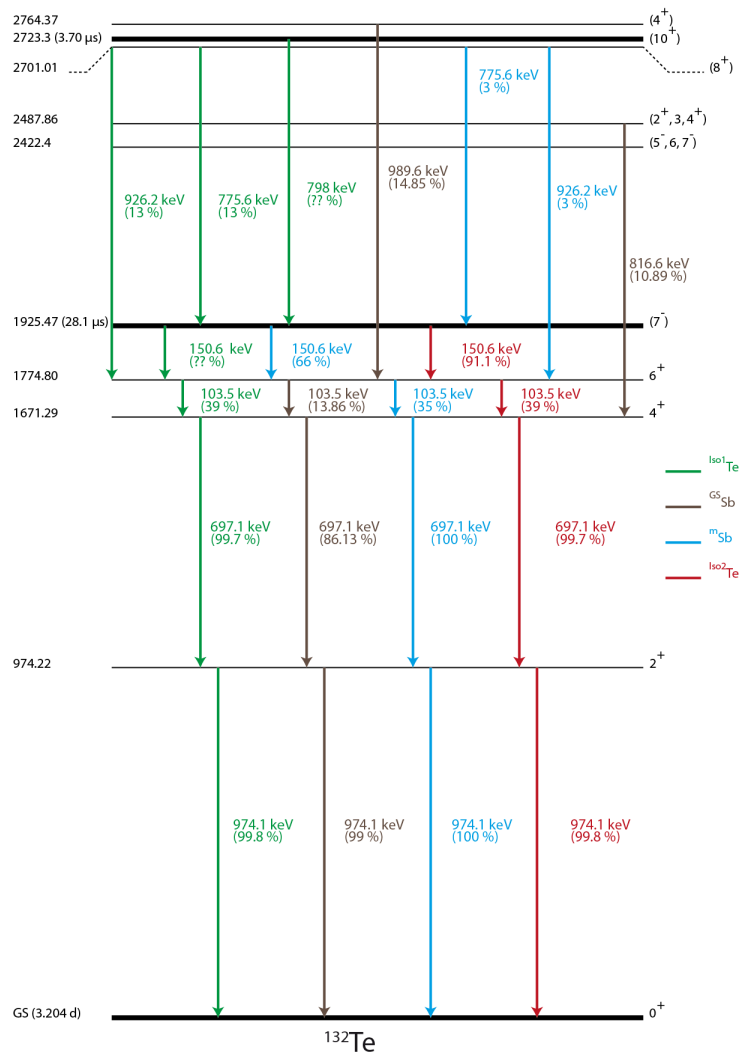 2764.37 (4+)
2723.3 (3.70 µs) (10+)
2701.01 (8+)
775.6 keV
(3 %)
2487.86 (2+, 3, 4+)
2422.4 (5-, 6, 7-)
989.6 keV
(14.85 %)
926.2 keV
(13 %)
775.6 keV
(13 %)
798 keV
(?? %)
926.2 keV
(3 %)
816.6 keV
(10.89 %)
1925.47 (28.1 µs) (7-)
150.6 keV
(?? %)
150.6 keV
(66 %)
150.6 keV
(91.1 %)
1774.80 6+
103.5 keV
(39 %)
103.5 keV
(13.86 %)
103.5 keV
(35 %)
103.5 keV
(39 %)
1671.29 4+
Iso1Te
GSSb
mSb
Iso2Te
697.1 keV
(99.7 %)
697.1 keV
(86.13 %)
697.1 keV
(100 %)
697.1 keV
(99.7 %)
974.22 2+
974.1 keV
(99.8 %)
974.1 keV
(99 %)
974.1 keV
(100 %)
974.1 keV
(99.8 %)
GS (3.204 d) 0+
132Te